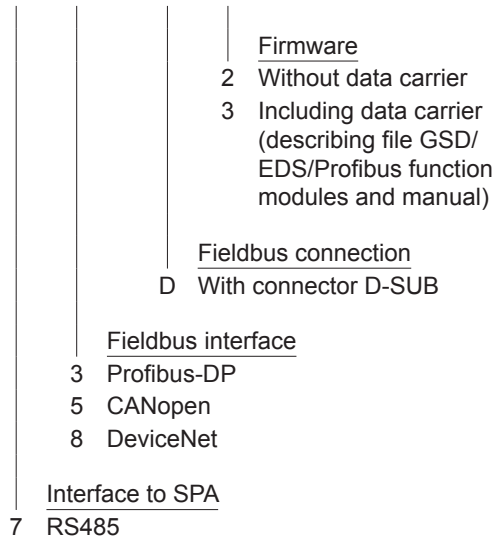 Firmware
2 Without data carrier
3 Including data carrier
(describing file GSD/
EDS/Profibus function
modules and manual)
Fieldbus connection
D With connector D-SUB
Fieldbus interface
3 Profibus-DP
5 CANopen
8 DeviceNet
Interface to SPA
7 RS485